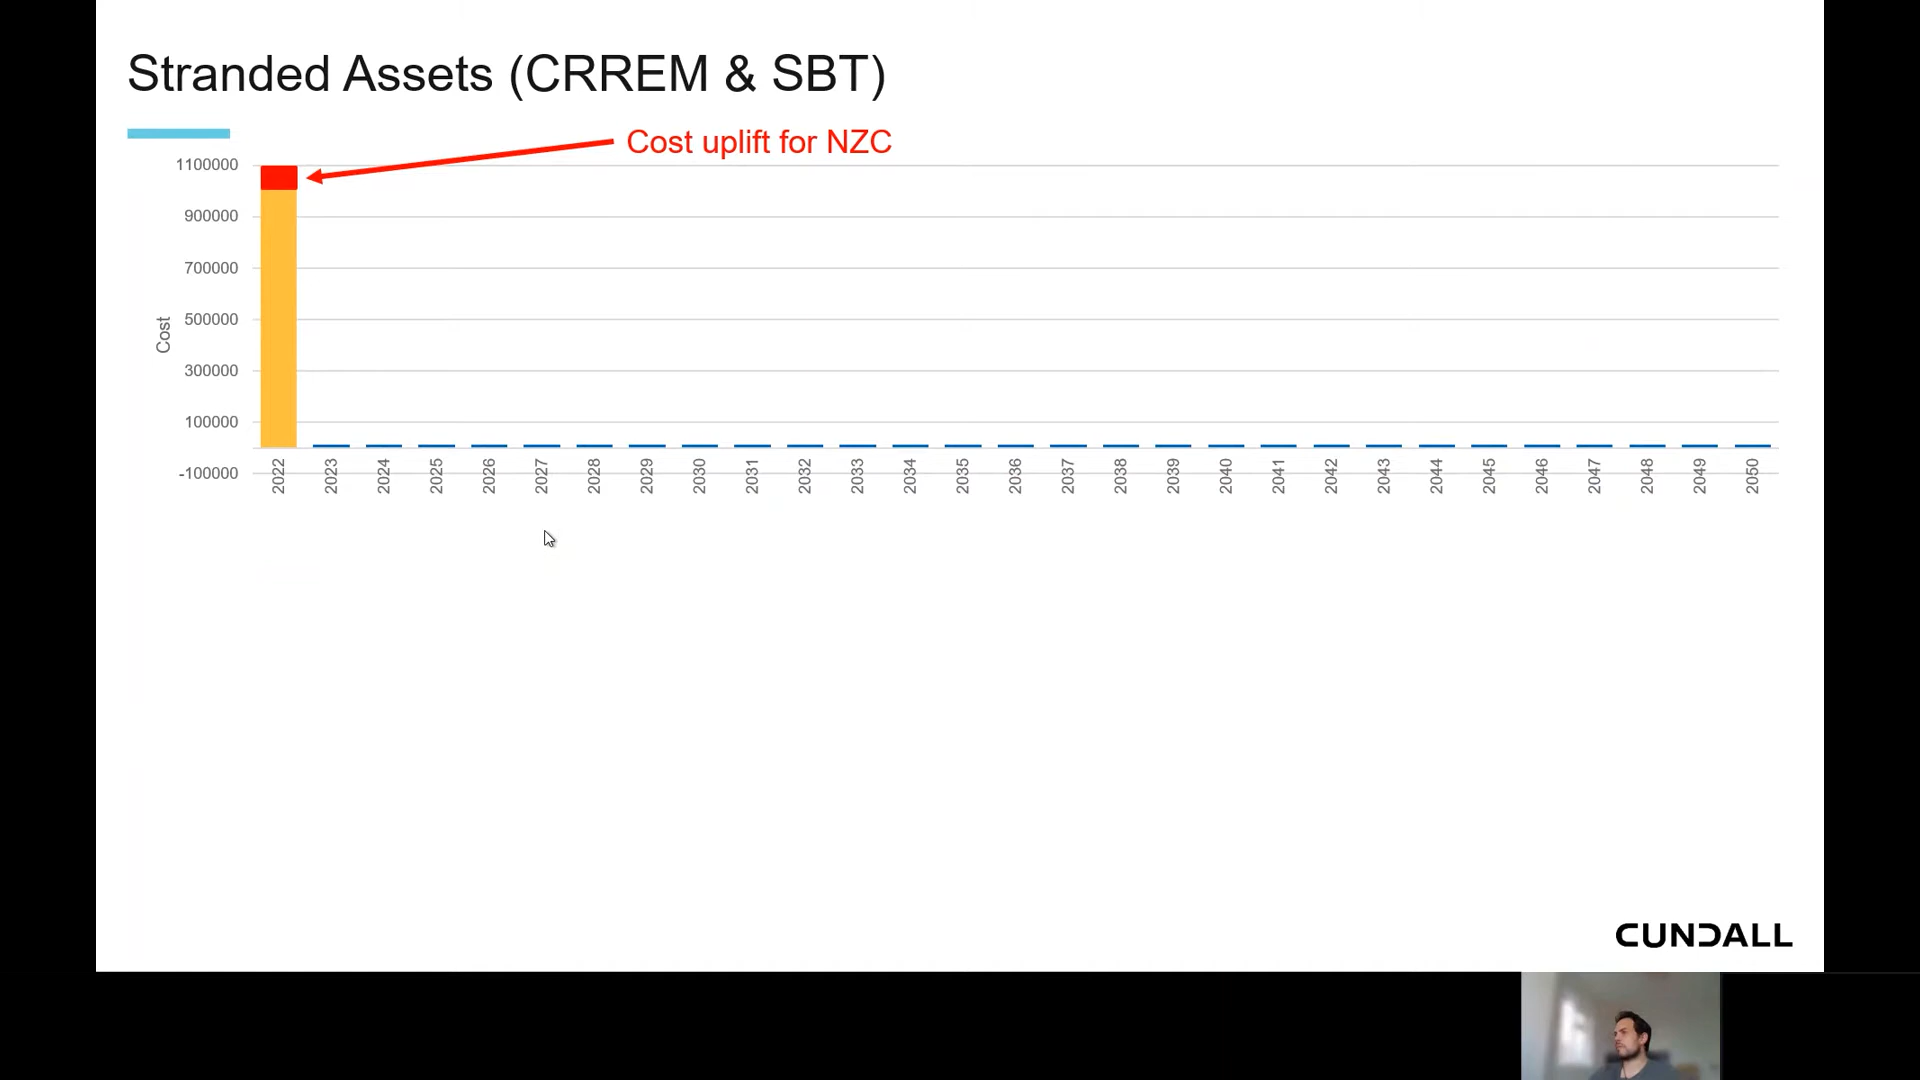 Stranded Assets (CRREM & SBT)
Cost uplift for NZC
1100000
900000
700000
500000
300000
100000
-100000
Cost
2022 2023 2024 2025 2026 2027 2028 2029 2030 2031 2032 2033 2034 2035 2036 2037 2038 2039 2040 2041 2042 2043 2044 2045 2046 2047 2048 2049 2050
CUNDALL